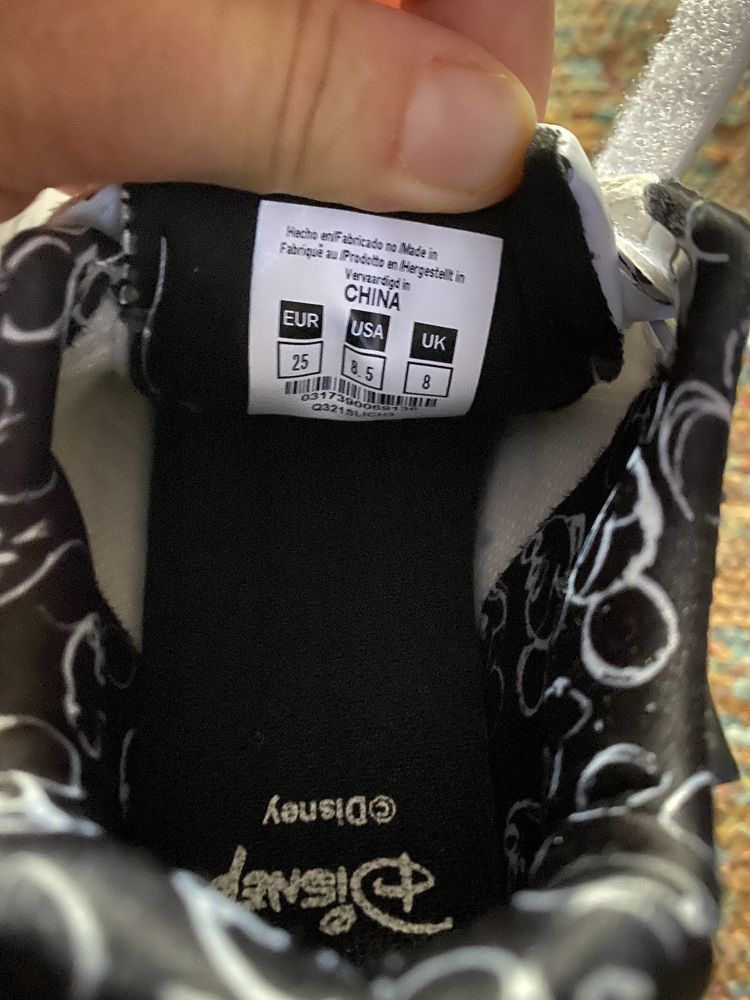 Hecho en/Fabricado no /Made in
Fabriqué au /Prodotto en /Hergestellt in
Vervaardigd in
CHINA
EUR USA UK
25 8.5 8
©Disney
Disney